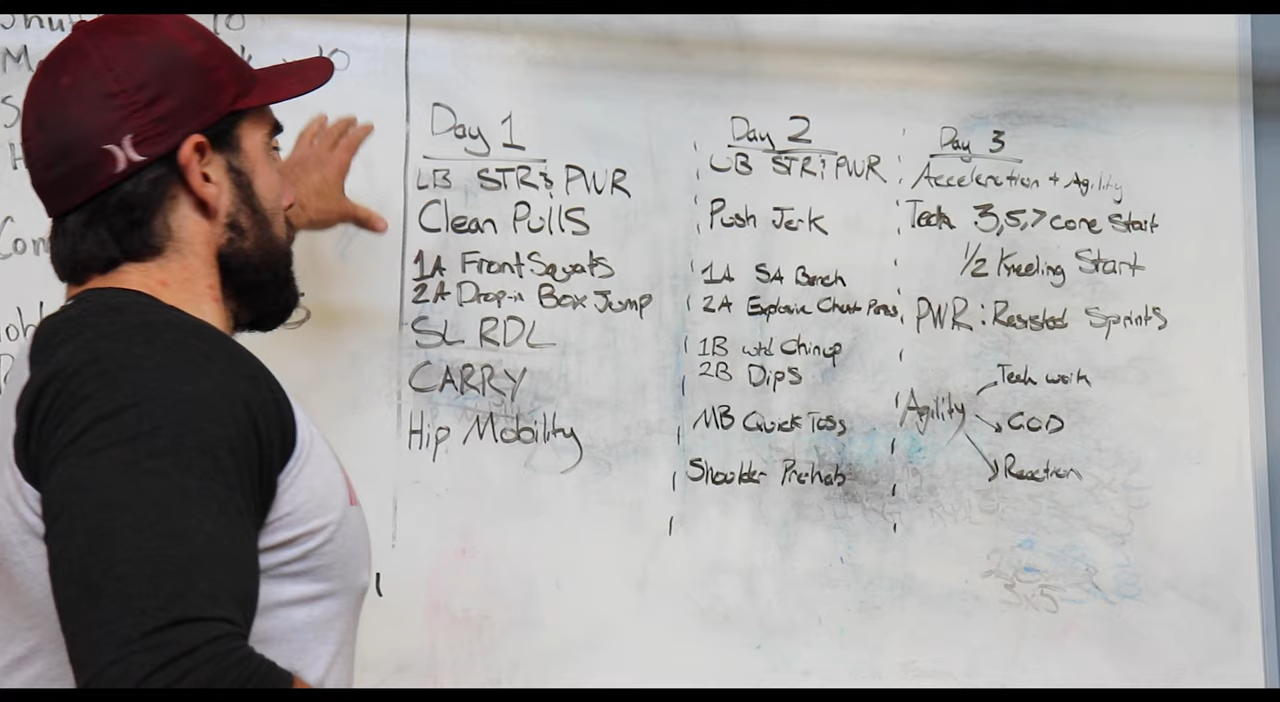 Day 1
LB STR & PWR
Clean Pulls
1A Front Squats
2A Drop-in Box Jump
SL RDL
CARRY
Hip Mobility
Day 2
UB STR & PWR
Push Jerk
1A SA Bench
2A Explosive Chest Pass
1B wtd Chinup
2B Dips
MB Quick Toss
Shoulder Prehab
Day 3
Acceleration + Agility
Tech 3,5,7 cone Start
1/2 Kneeling Start
PWR: Resisted Sprints
Agility
Tech work
COD
Reaction
3x5